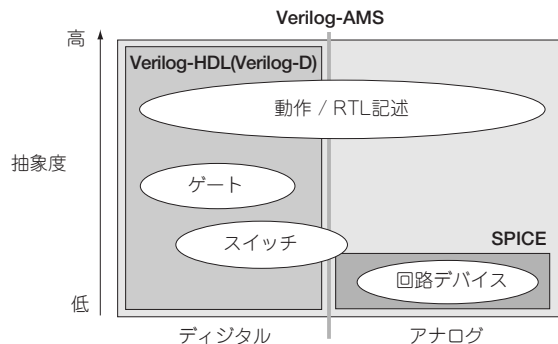 Verilog-AMS
高
Verilog-HDL(Verilog-D)
動作 / RTL記述
抽象度
ゲート
スイッチ
SPICE
回路デバイス
低
ディジタル
アナログ